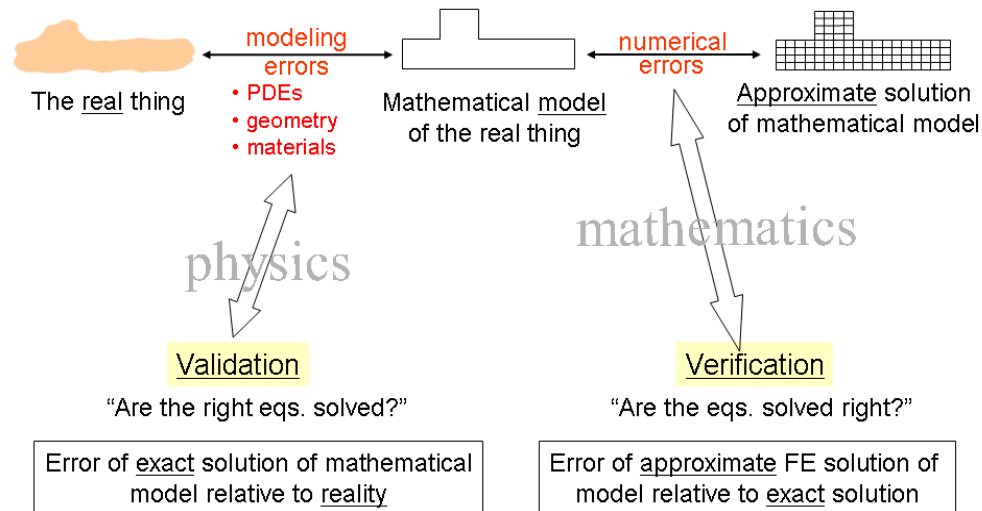 modeling
errors
• PDEs
• geometry
• materials
numerical
errors
The real thing
Mathematical model
of the real thing
Approximate solution
of mathematical model
physics
mathematics
Validation
Verification
“Are the right eqs. solved?”
“Are the eqs. solved right?”
Error of exact solution of mathematical
model relative to reality
Error of approximate FE solution of
model relative to exact solution